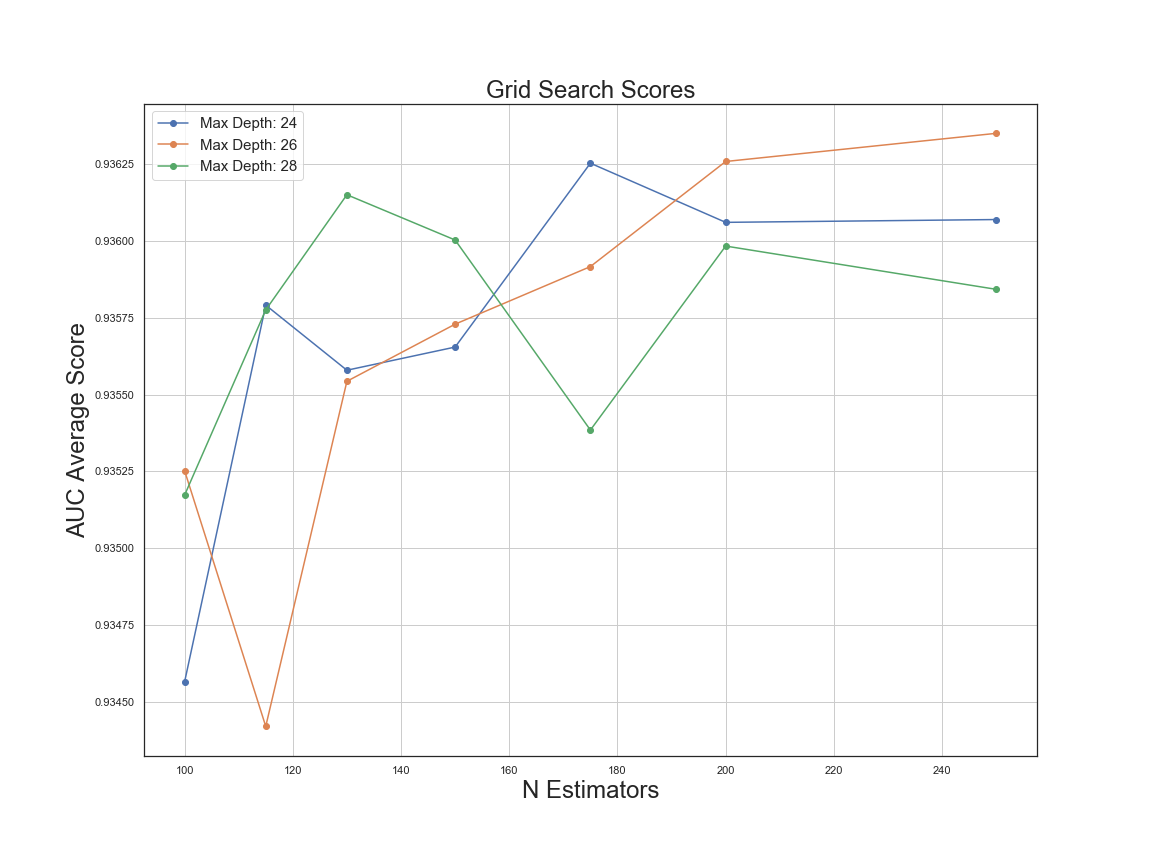 Grid Search Scores
Max Depth: 24
Max Depth: 26
Max Depth: 28
AUC Average Score
0.93625
0.93600
0.93575
0.93550
0.93525
0.93500
0.93475
0.93450
100 120 140 160 180 200 220 240
N Estimators